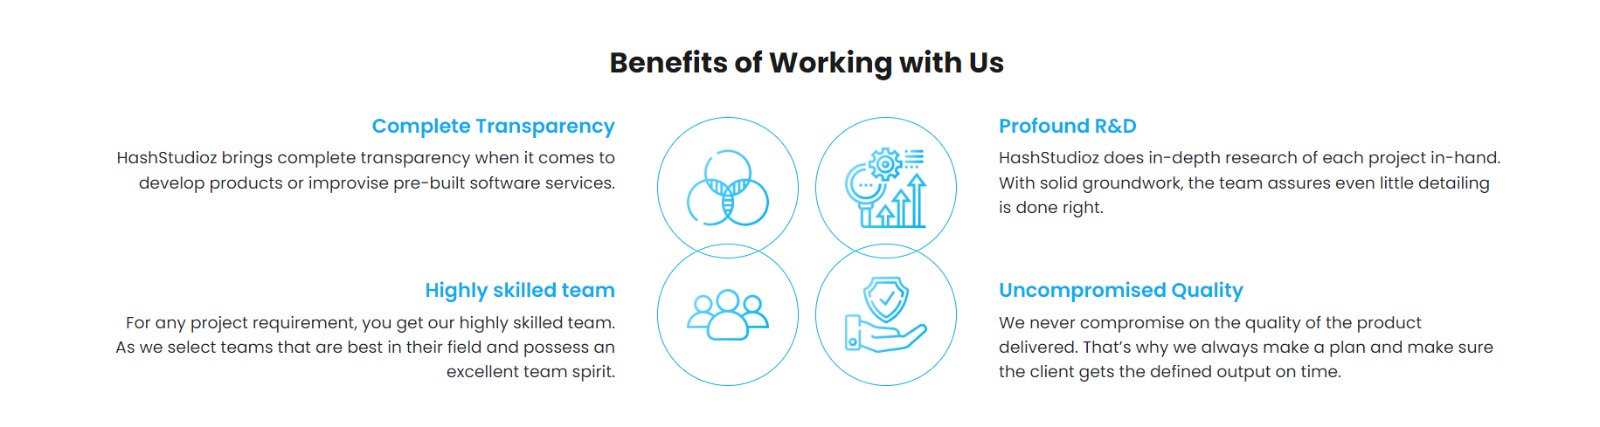 Benefits of Working with Us
Complete Transparency
HashStudioz brings complete transparency when it comes to
develop products or improvise pre-built software services.
Profound R&D
HashStudioz does in-depth research of each project in-hand.
With solid groundwork, the team assures even little detailing
is done right.
Highly skilled team
For any project requirement, you get our highly skilled team.
As we select teams that are best in their field and possess an
excellent team spirit.
Uncompromised Quality
We never compromise on the quality of the product
delivered. That’s why we always make a plan and make sure
the client gets the defined output on time.